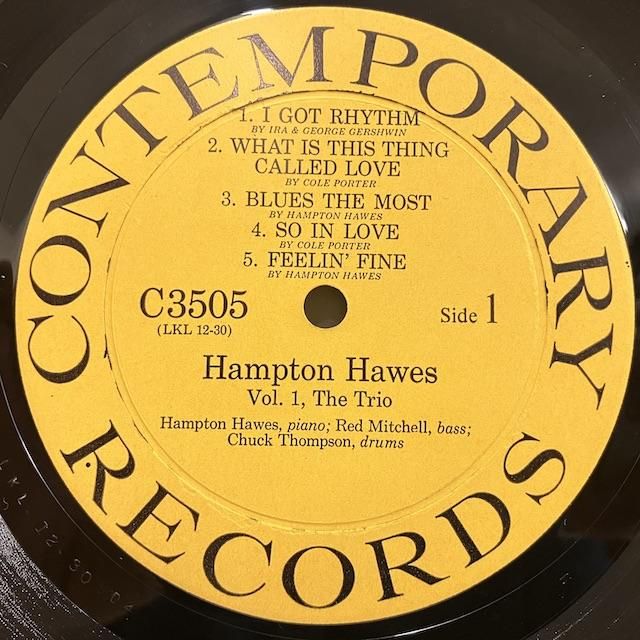 CONTEMPORARY
1. I GOT RHYTHM
BY IRA & GEORGE GERSHWIN
2. WHAT IS THIS THING
CALLED LOVE
BY COLE PORTER
3. BLUES THE MOST
BY HAMPTON HAWES
4. SO IN LOVE
BY COLE PORTER
5. FEELIN' FINE
BY HAMPTON HAWES
C3505
(LKL 12-30)
Side 1
Hampton Hawes
Vol. 1, The Trio
Hampton Hawes, piano; Red Mitchell, bass;
Chuck Thompson, drums
RECORDS
LKL 12-30